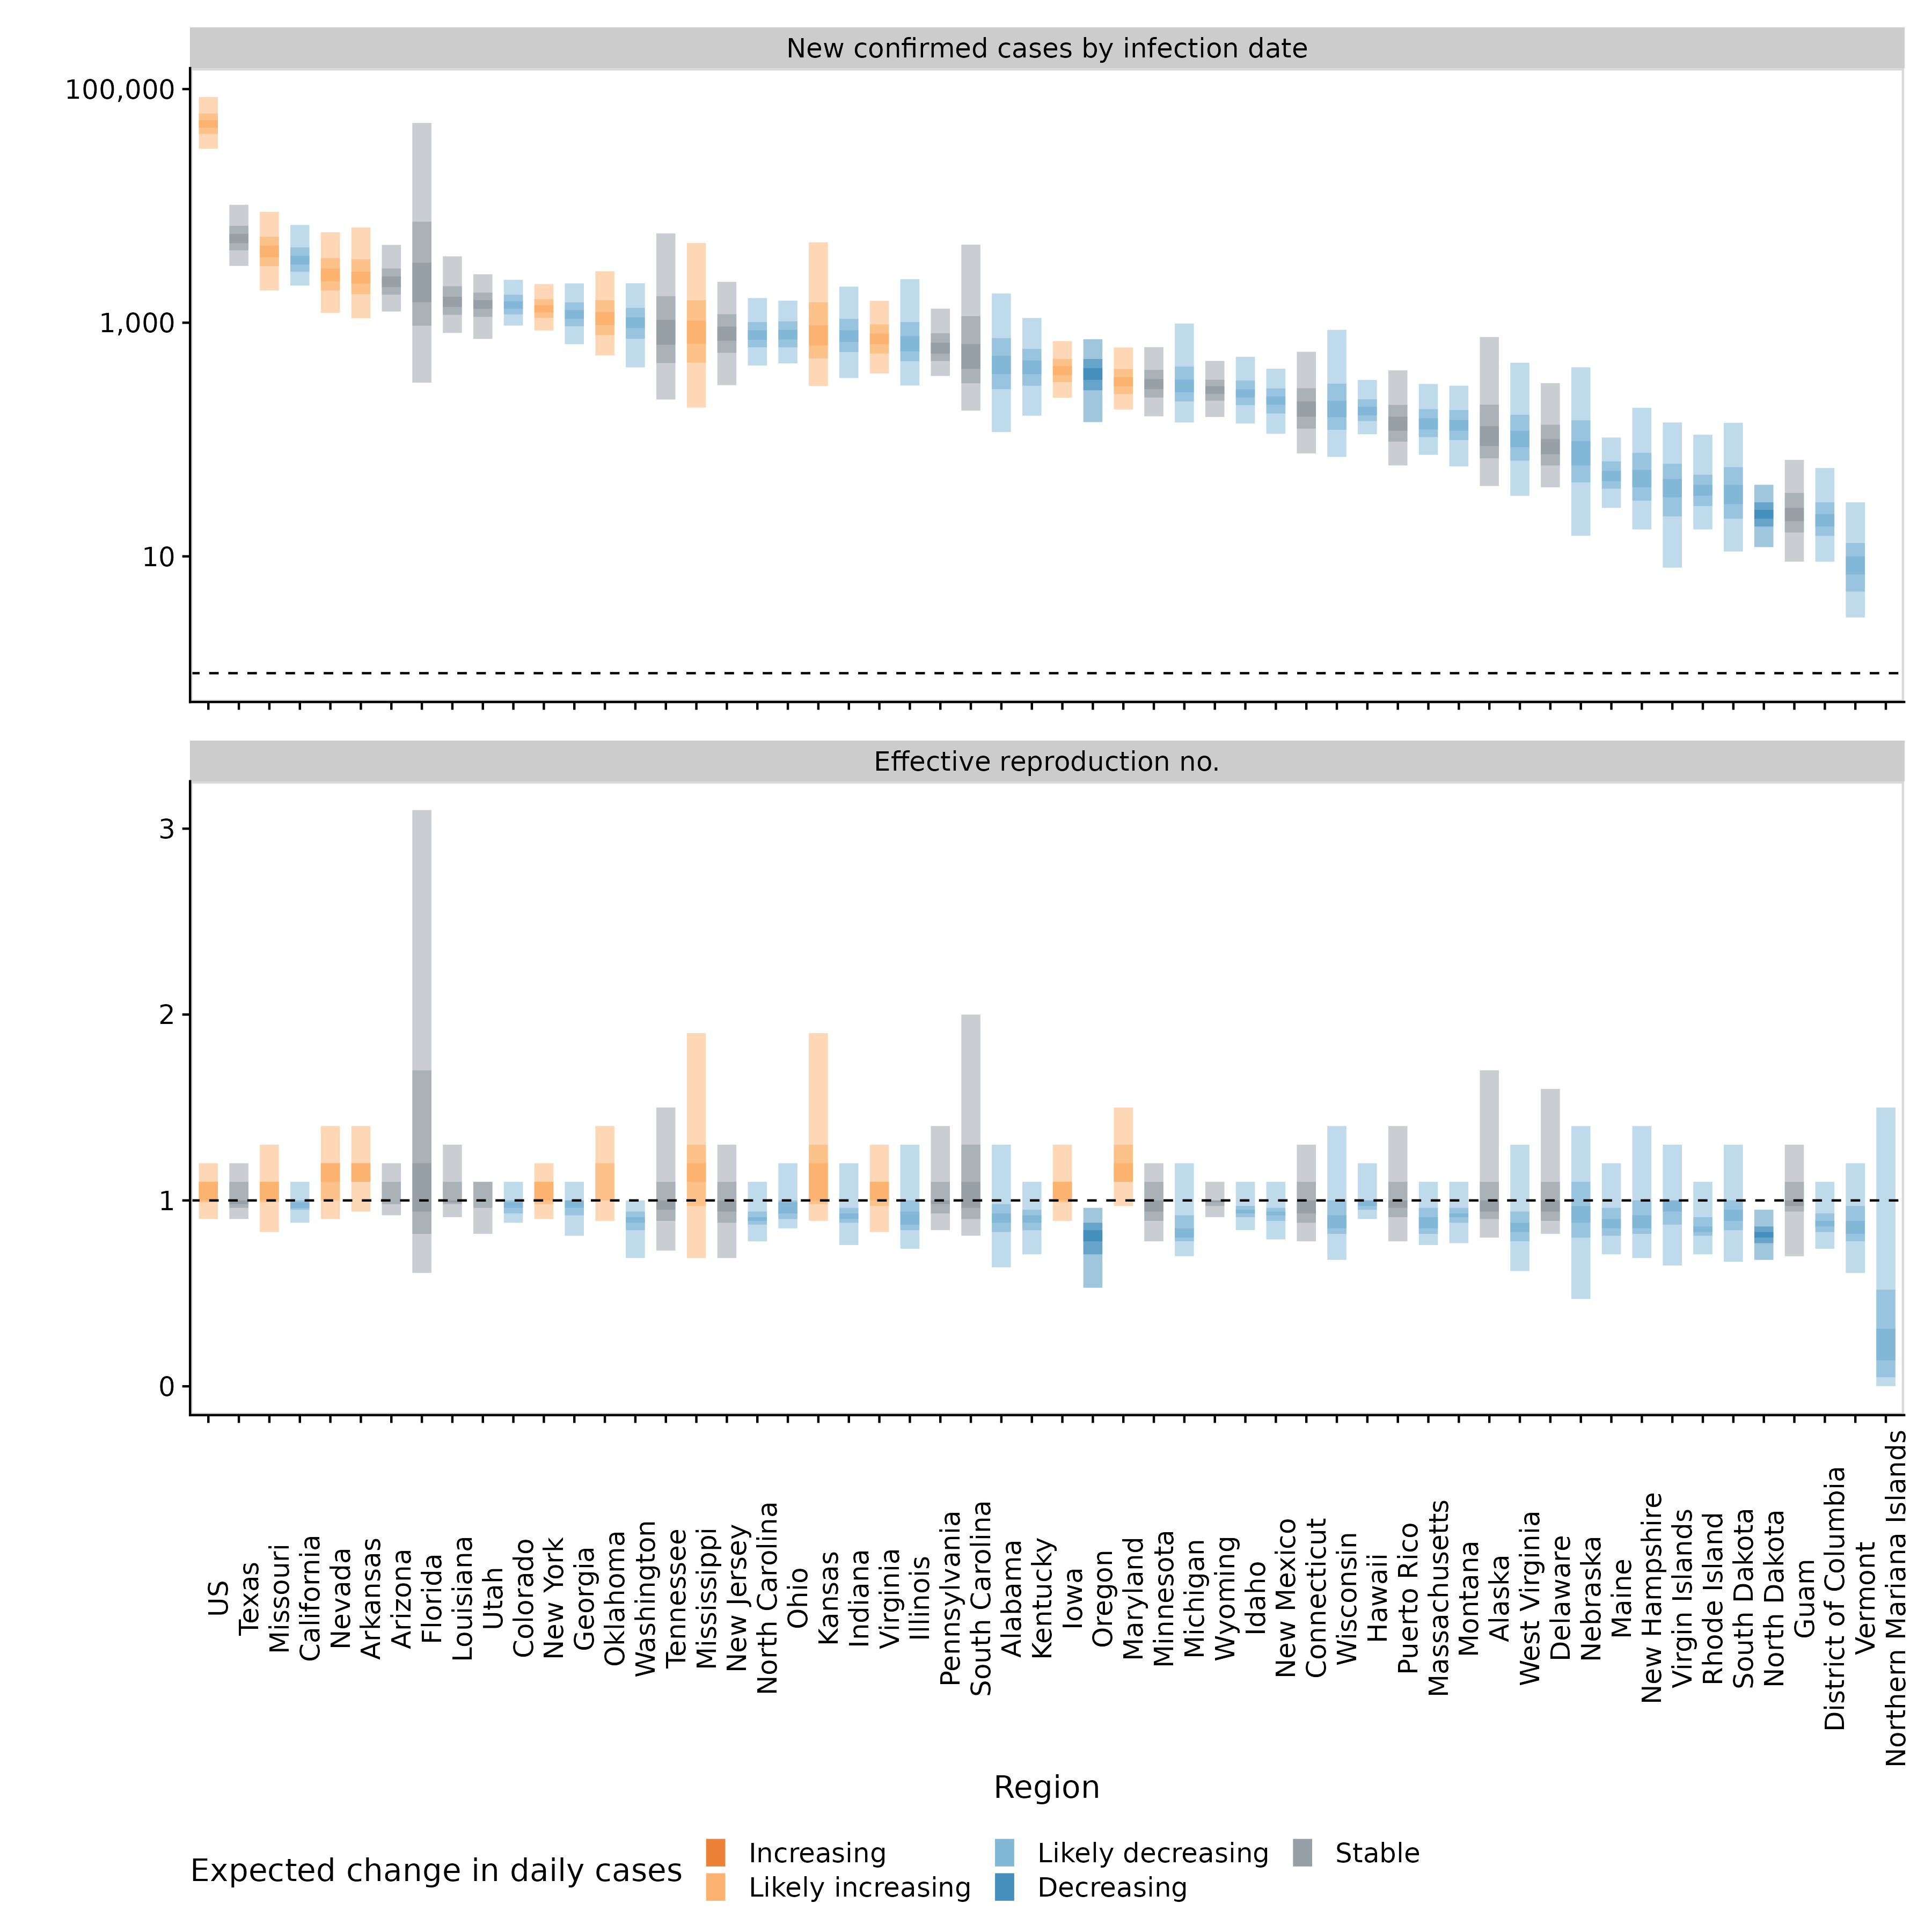 New confirmed cases by infection date
100,000
1,000
10
Effective reproduction no.
3
2
1
0
US
Texas
Missouri
California
Nevada
Arkansas
Arizona
Florida
Louisiana
Utah
Colorado
New York
Georgia
Oklahoma
Washington
Tennessee
Mississippi
New Jersey
North Carolina
Ohio
Kansas
Indiana
Virginia
Illinois
Pennsylvania
South Carolina
Alabama
Kentucky
Iowa
Oregon
Maryland
Minnesota
Michigan
Wyoming
Idaho
New Mexico
Connecticut
Wisconsin
Hawaii
Puerto Rico
Massachusetts
Montana
Alaska
West Virginia
Delaware
Nebraska
Maine
New Hampshire
Virgin Islands
Rhode Island
South Dakota
North Dakota
Guam
District of Columbia
Vermont
Northern Mariana Islands
Region
Expected change in daily cases
Increasing
Likely increasing
Likely decreasing
Decreasing
Stable